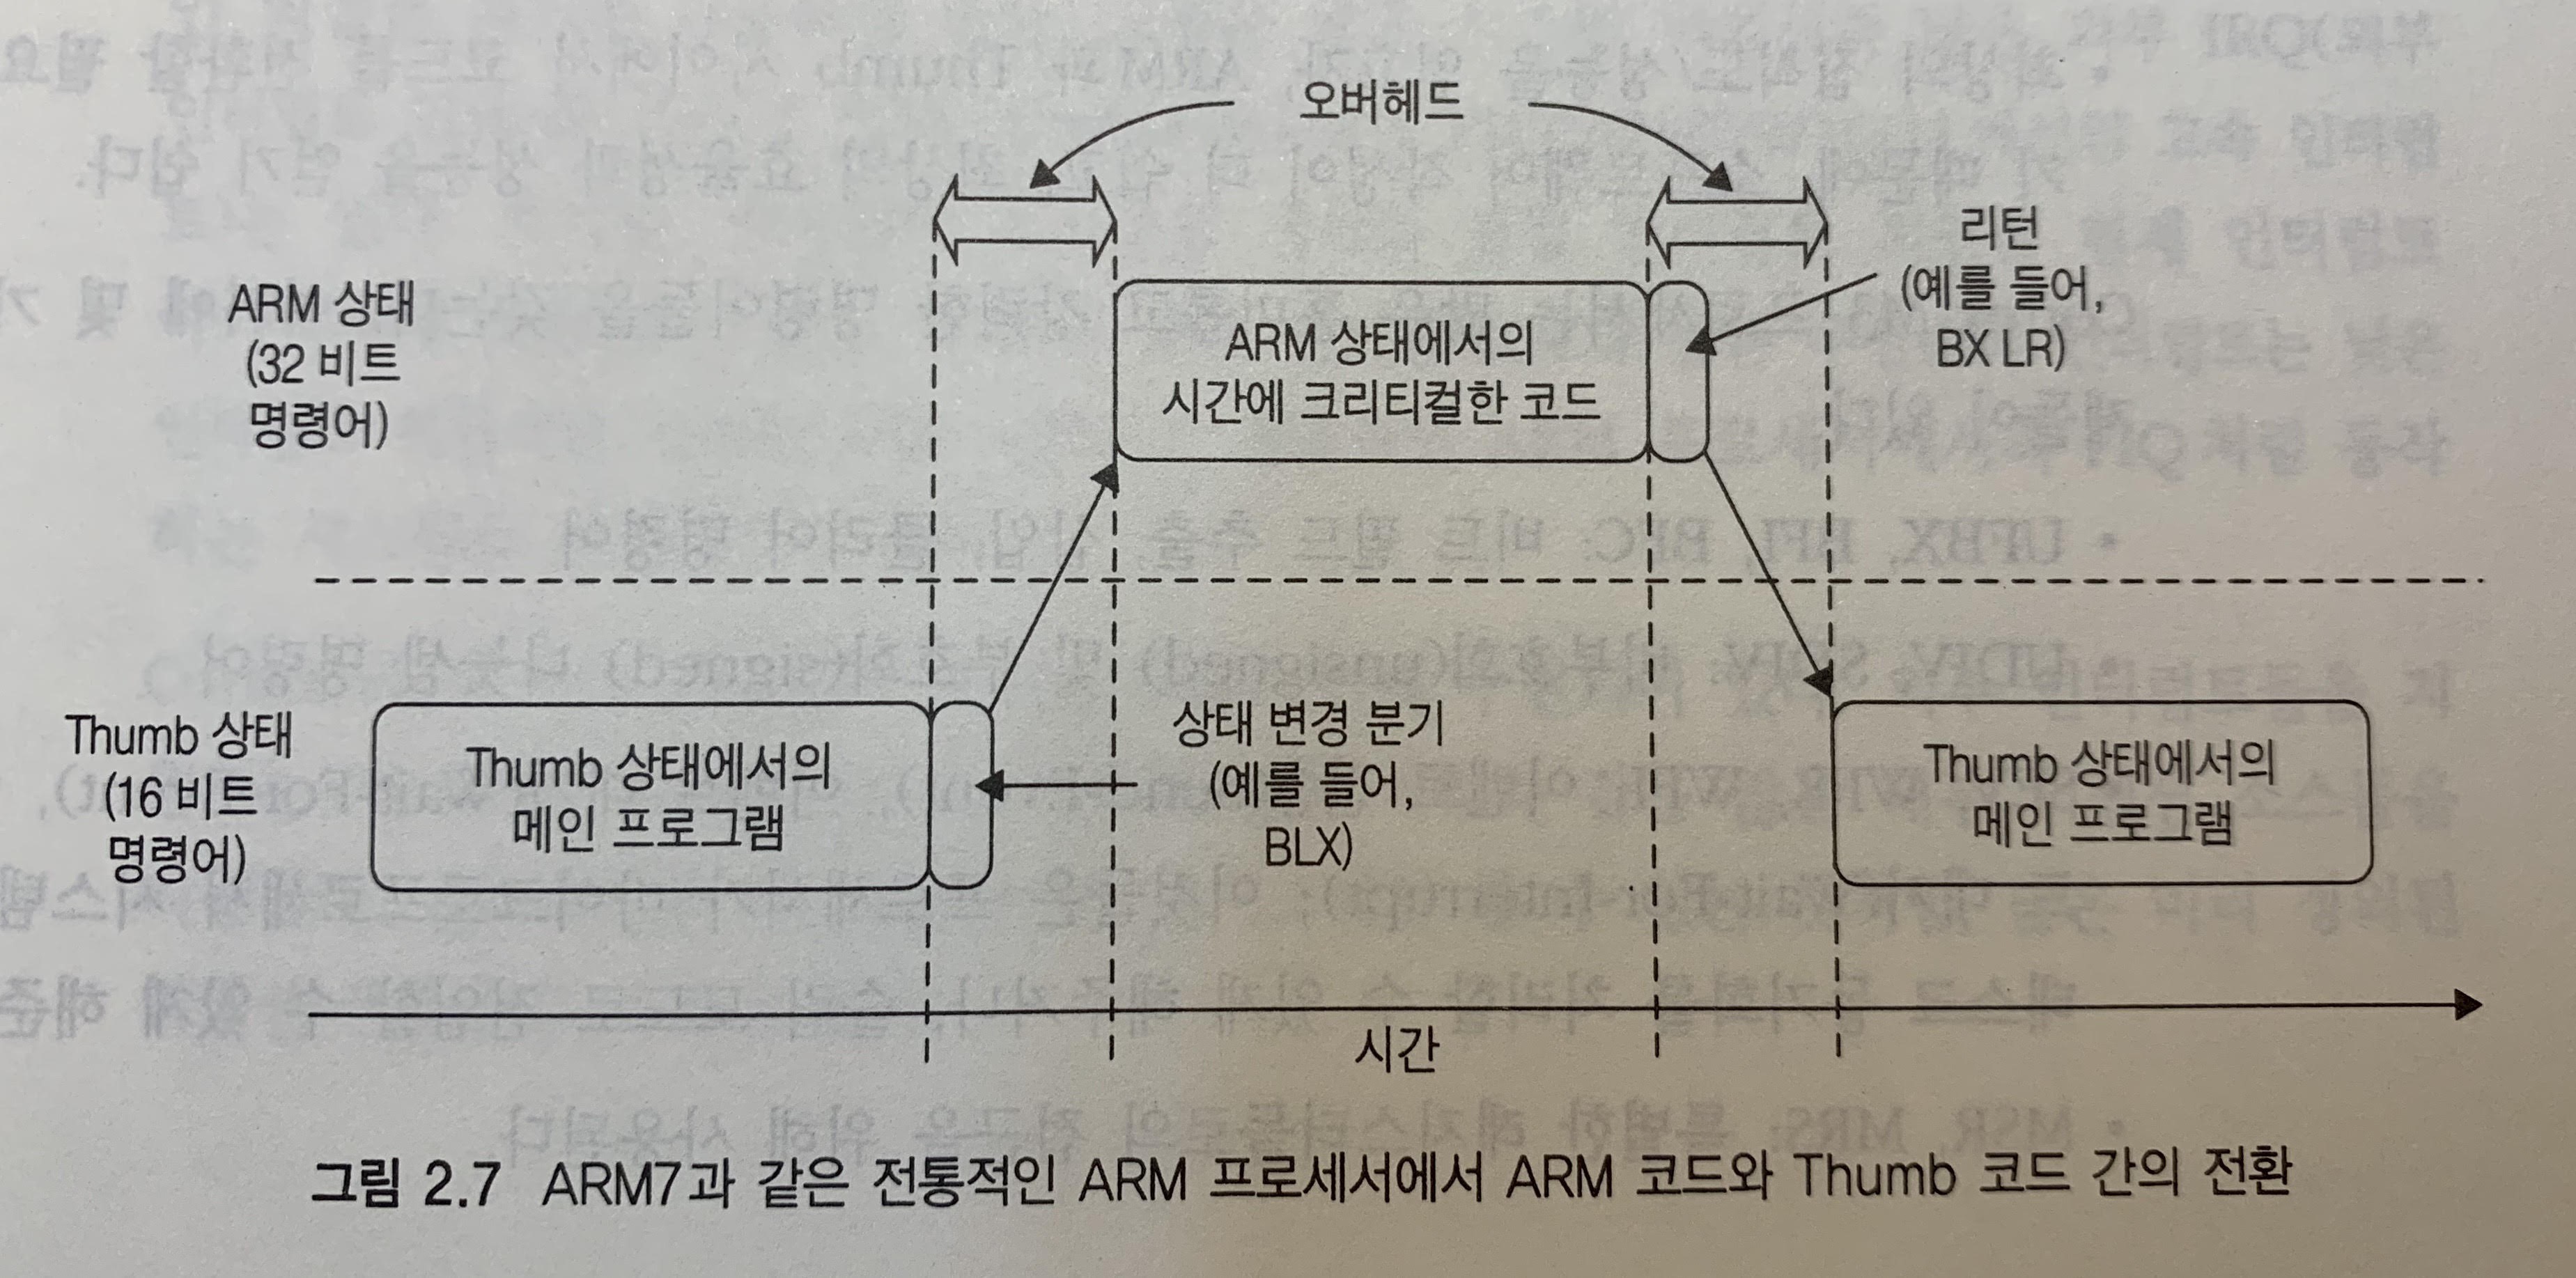 오버헤드
리턴
(예를 들어,
BX LR)
ARM 상태
(32 비트
명령어)
ARM 상태에서의
시간에 크리티컬한 코드
Thumb 상태
(16 비트
명령어)
Thumb 상태에서의
메인 프로그램
상태 변경 분기
(예를 들어,
BLX)
Thumb 상태에서의
메인 프로그램
시간
그림 2.7 ARM7과 같은 전통적인 ARM 프로세서에서 ARM 코드와 Thumb 코드 간의 전환